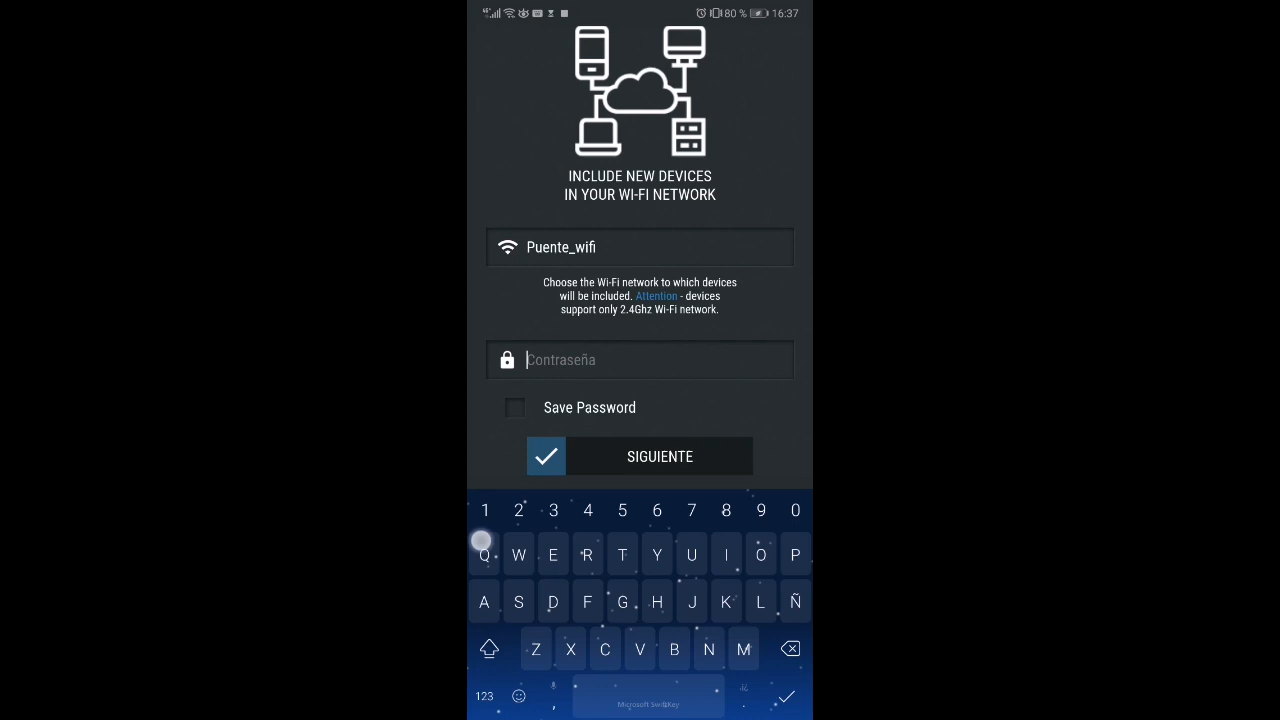 80 % 16:37
INCLUDE NEW DEVICES
IN YOUR WI-FI NETWORK
Puente_wifi
Choose the Wi-Fi network to which devices
will be included. Attention - devices
support only 2.4Ghz Wi-Fi network.
Contraseña
Save Password
SIGUIENTE
1 2 3 4 5 6 7 8 9 0
Q W E R T Y U I O P
A S D F G H J K L Ñ
Z X C V B N M
123 ,
Microsoft SwiftKey